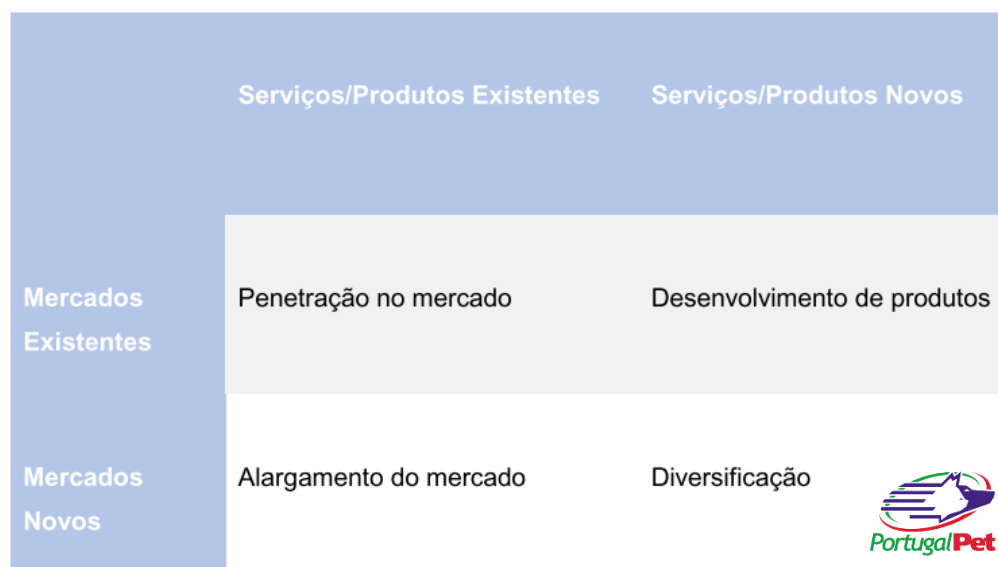 Serviços/Produtos Existentes
Serviços/Produtos Novos
Mercados
Existentes
Penetração no mercado
Desenvolvimento de produtos
Mercados
Novos
Alargamento do mercado
Diversificação
PortugalPet